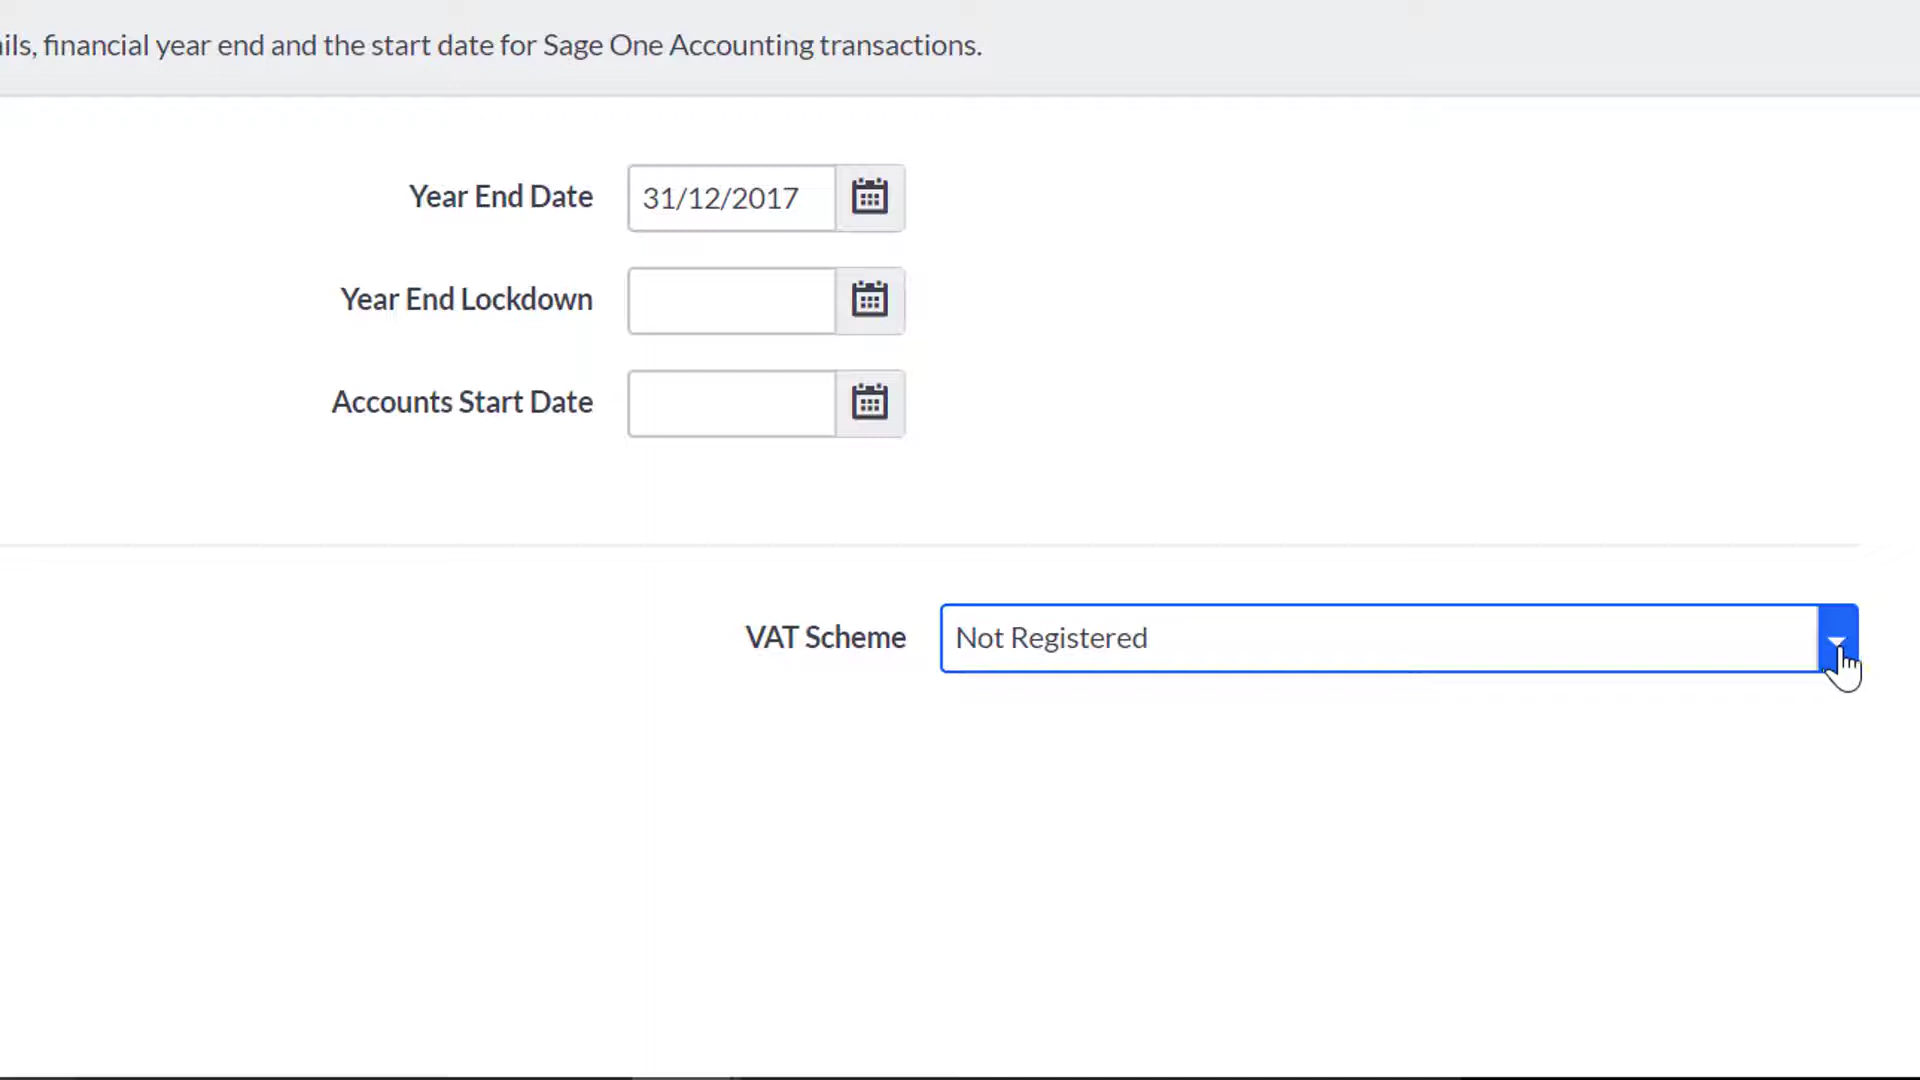 financial year end and the start date for Sage One Accounting transactions.
Year End Date 31/12/2017
Year End Lockdown
Accounts Start Date
VAT Scheme Not Registered